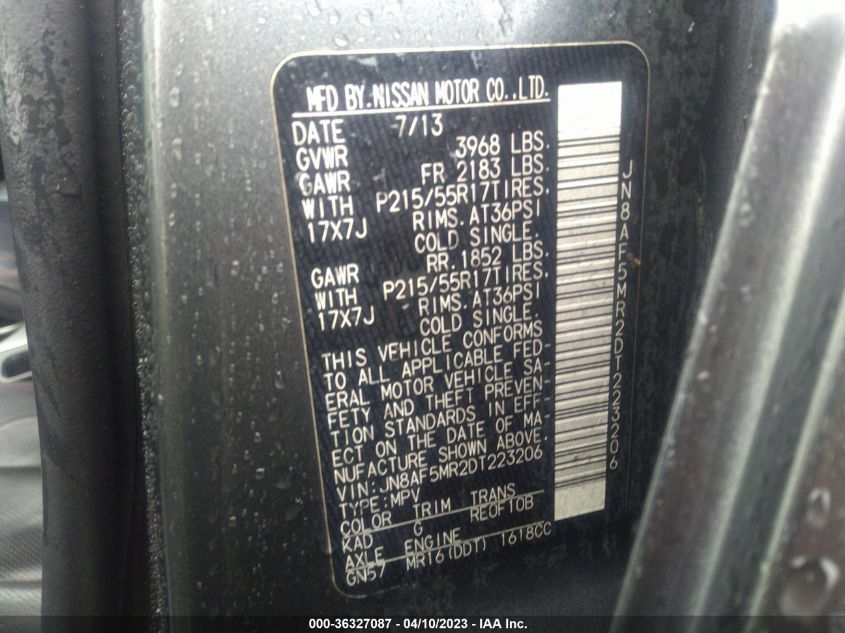 MFD BY.NISSAN MOTOR CO.,LTD.
DATE 7/13
GVWR 3968 LBS.
GAWR FR 2183 LBS.
WITH P215/55R17TIRES.
17X7J RIMS.AT36PSI
COLD SINGLE.
GAWR RR.1852 LBS.
WITH P215/55R17TIRES.
17X7J RIMS.AT36PSI
COLD SINGLE.
THIS VEHICLE CONFORMS
TO ALL APPLICABLE FED-
ERAL MOTOR VEHICLE SA-
FETY AND THEFT PREVEN-
TION STANDARDS IN EFF-
ECT ON THE DATE OF MA-
NUFACTURE SHOWN ABOVE.
VIN:JN8AF5MR2DT223206
TYPE:MPV
COLOR TRIM TRANS
KAD G RE0F10B
AXLE ENGINE
GN57 MR16(DDT) 1618CC
JN8AF5MR2DT223206
000-36327087 - 04/10/2023 - IAA Inc.